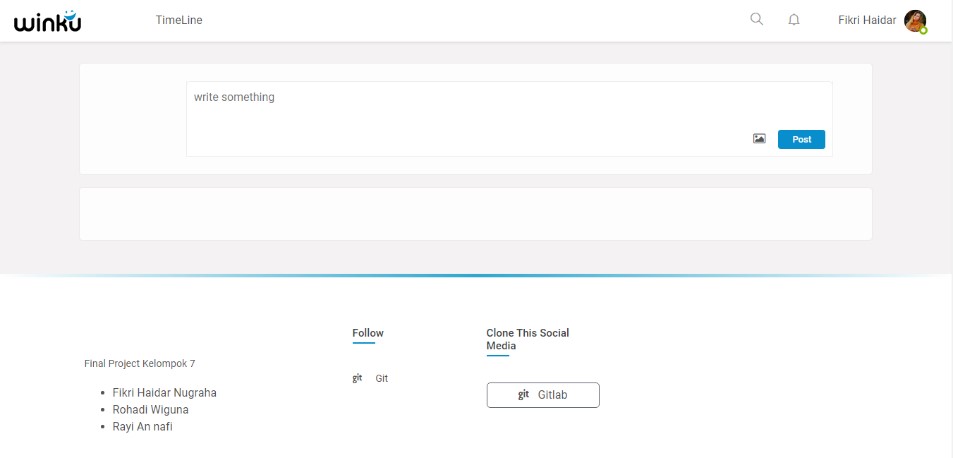 winku
TimeLine
Fikri Haidar
write something
Post
Final Project Kelompok 7
Fikri Haidar Nugraha
Rohadi Wiguna
Rayi An nafi
Follow
git Git
Clone This Social
Media
git Gitlab